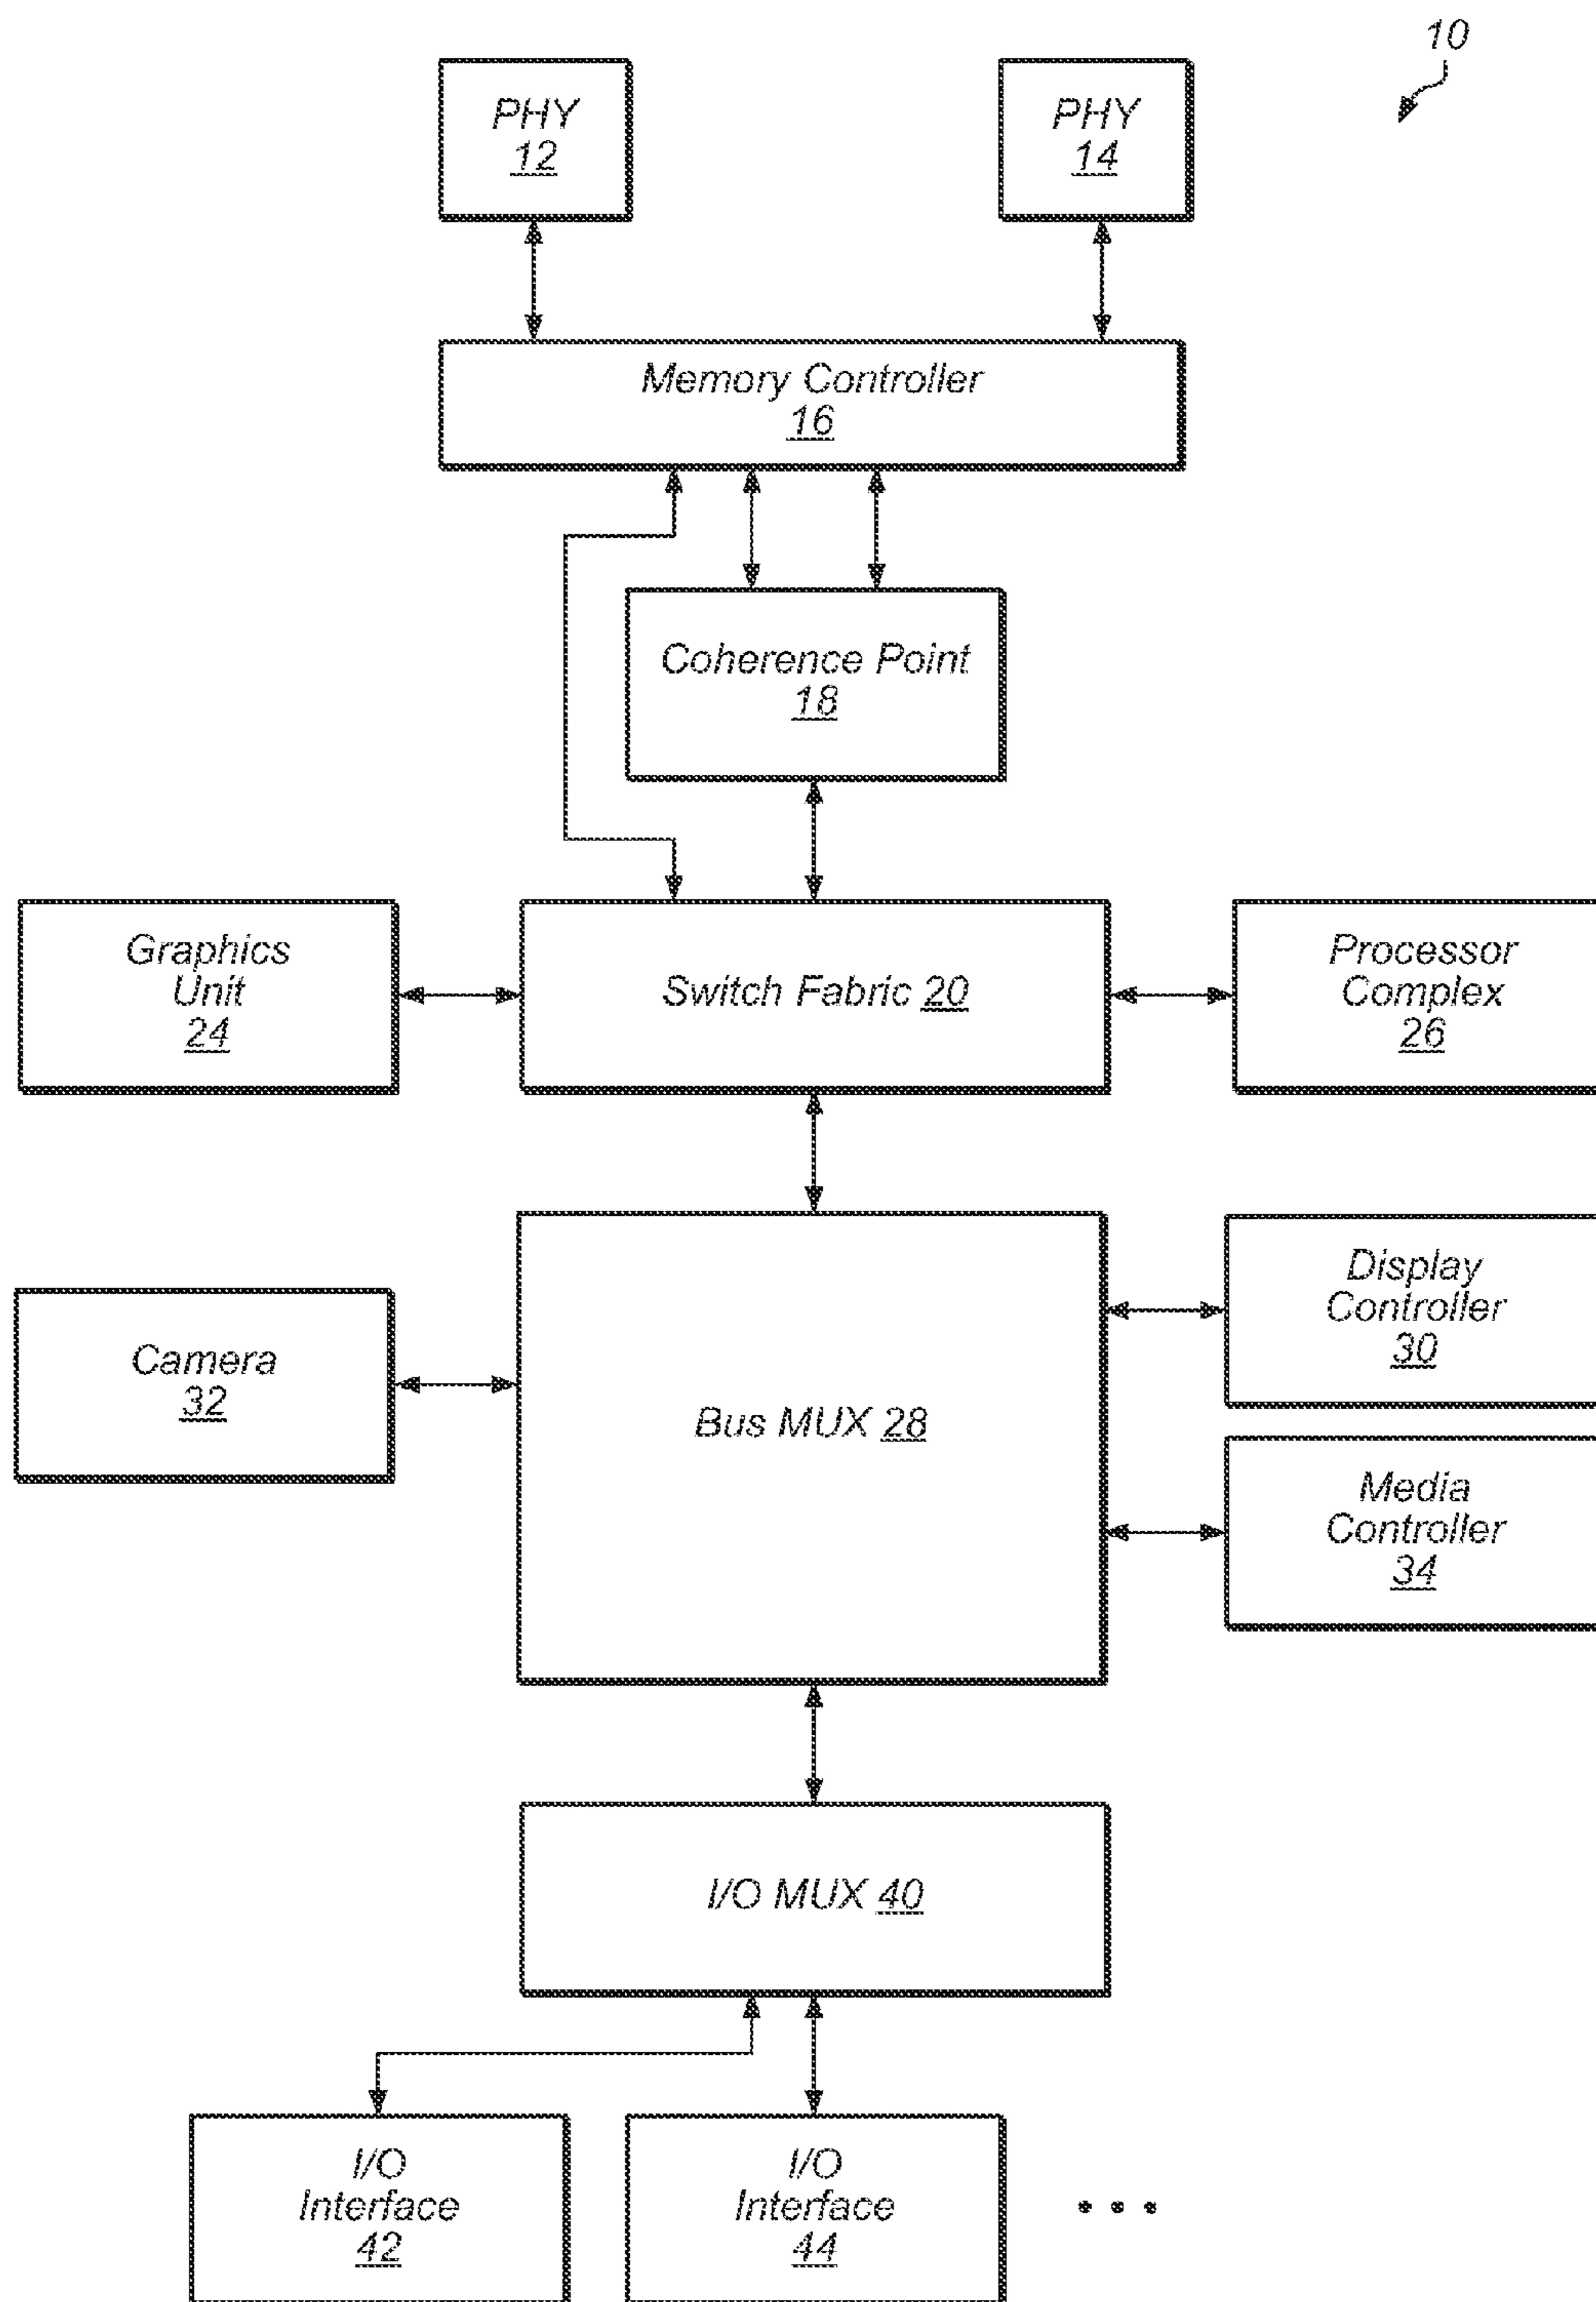 10
PHY
12
PHY
14
Memory Controller
16
Coherence Point
18
Graphics
Unit
24
Switch Fabric 20
Processor
Complex
26
Camera
32
Bus MUX 28
Display
Controller
30
Media
Controller
34
I/O MUX 40
I/O
Interface
42
I/O
Interface
44
• • •